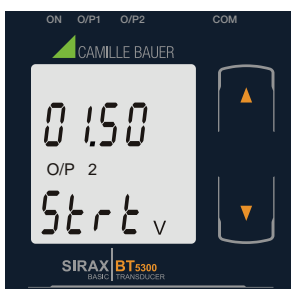 ON O/P1 O/P2 COM
CAMILLE BAUER
01.50
O/P 2
Strt V
SIRAX BT5300
BASIC TRANSDUCER